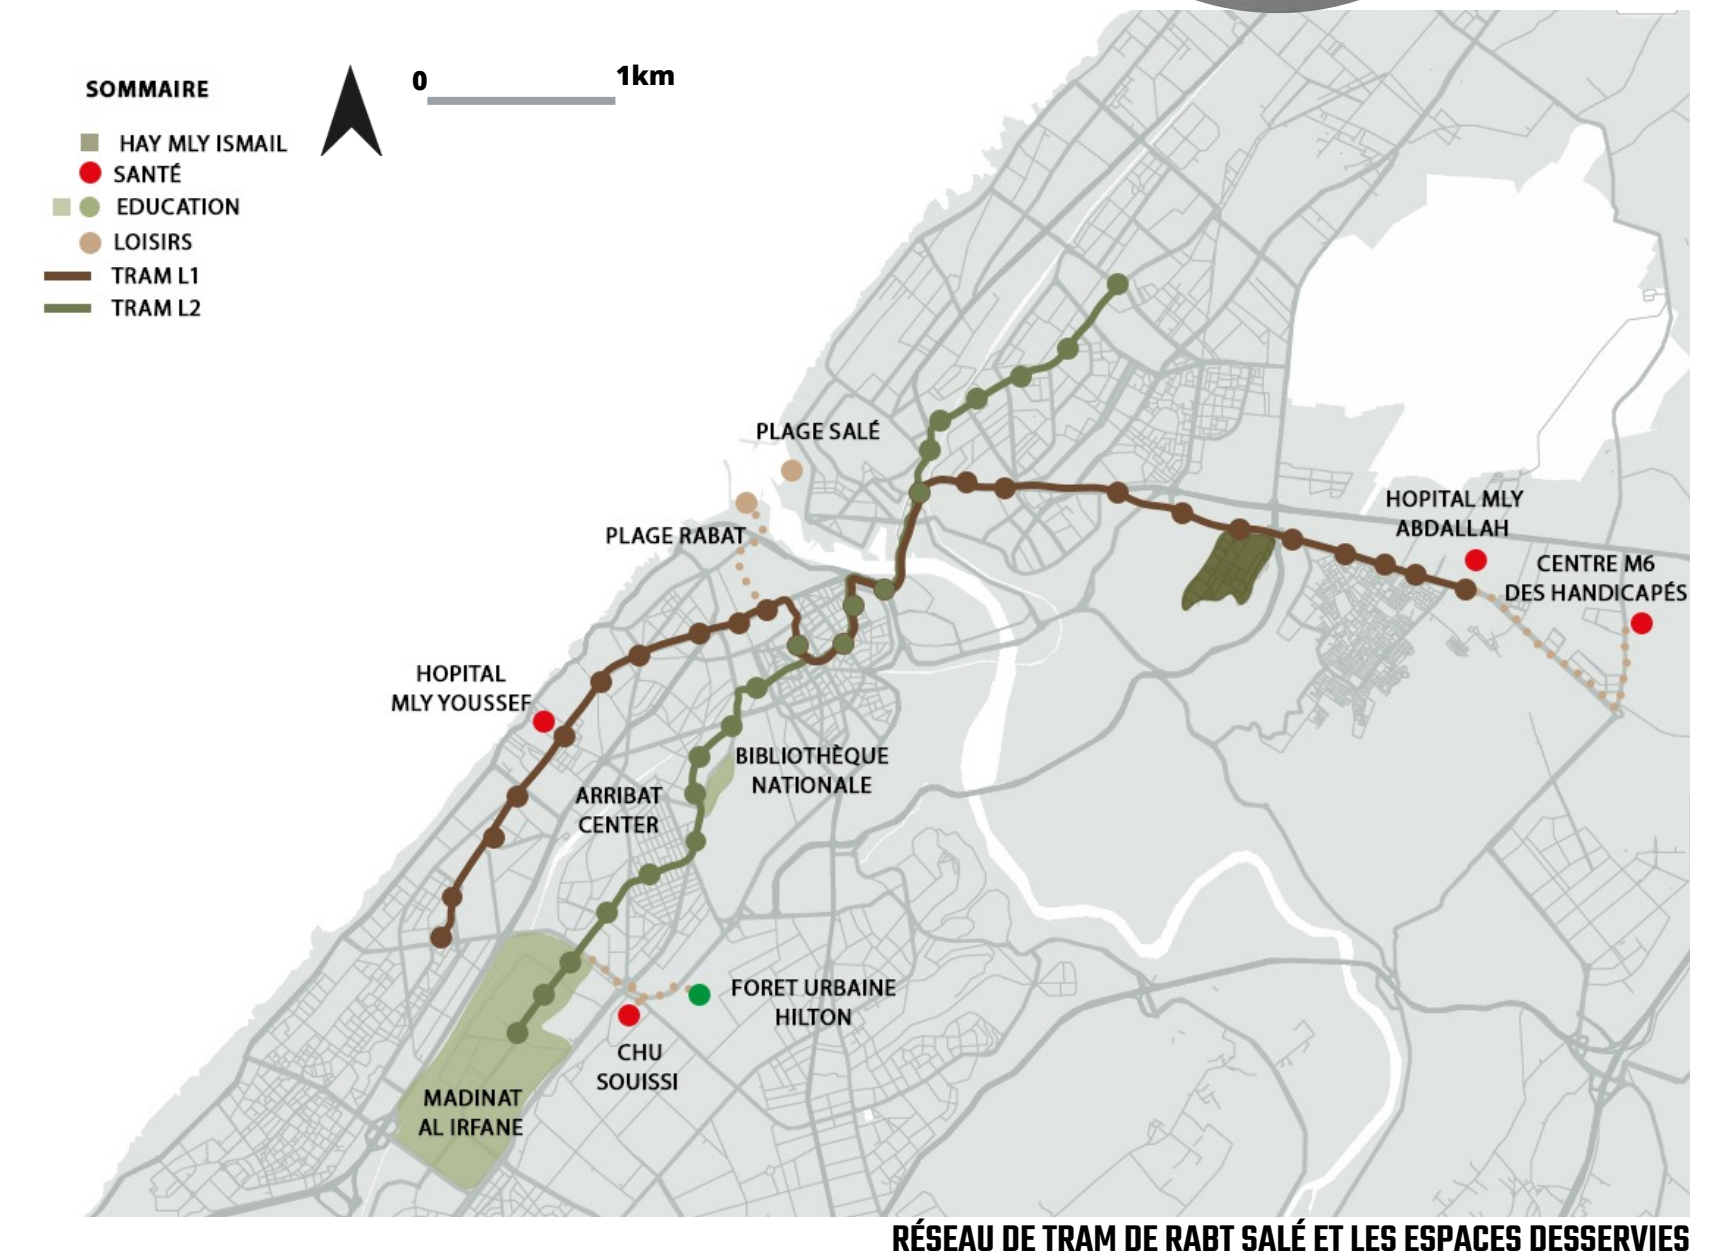 SOMMAIRE
HAY MLY ISMAIL
SANTÉ
EDUCATION
LOISIRS
TRAM L1
TRAM L2
0
1km
PLAGE SALÉ
PLAGE RABAT
HOPITAL MLY
ABDALLAH
CENTRE M6
DES HANDICAPÉS
HOPITAL
MLY YOUSSEF
BIBLIOTHÈQUE
NATIONALE
ARRIBAT
CENTER
FORET URBAINE
HILTON
CHU
SOUISSI
MADINAT
AL IRFANE
RÉSEAU DE TRAM DE RABT SALÉ ET LES ESPACES DESSERVIES